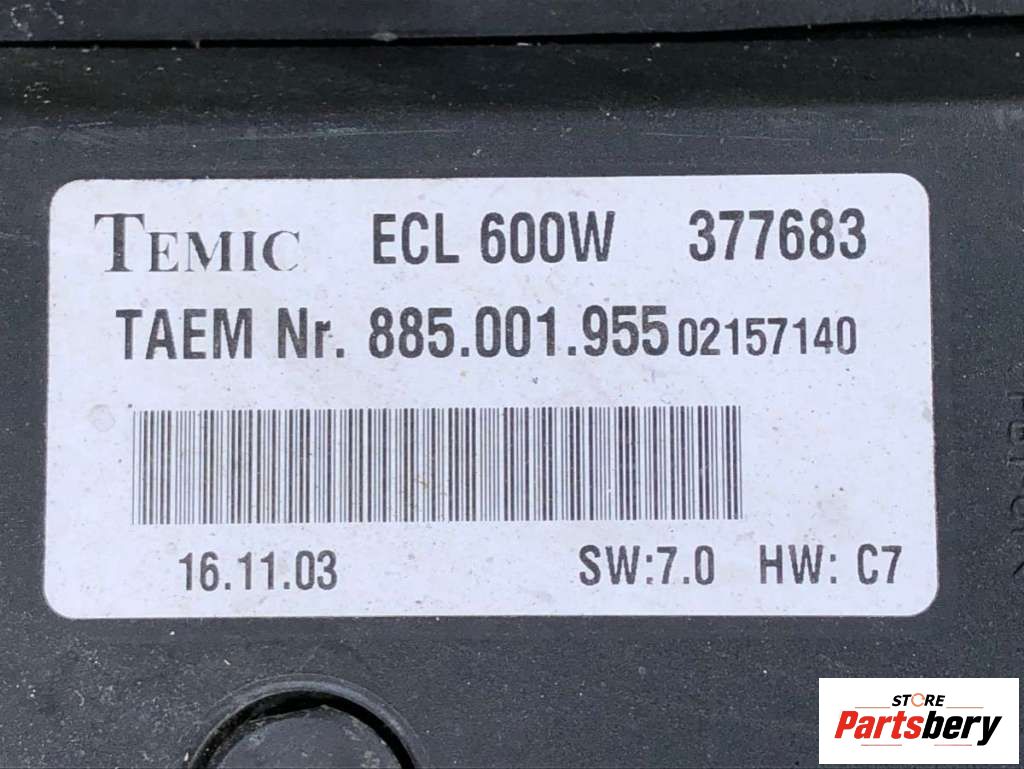 TEMIC ECL 600W 377683
TAEM Nr. 885.001.955 02157140
16.11.03 SW:7.0 HW: C7
STORE
Partsbery